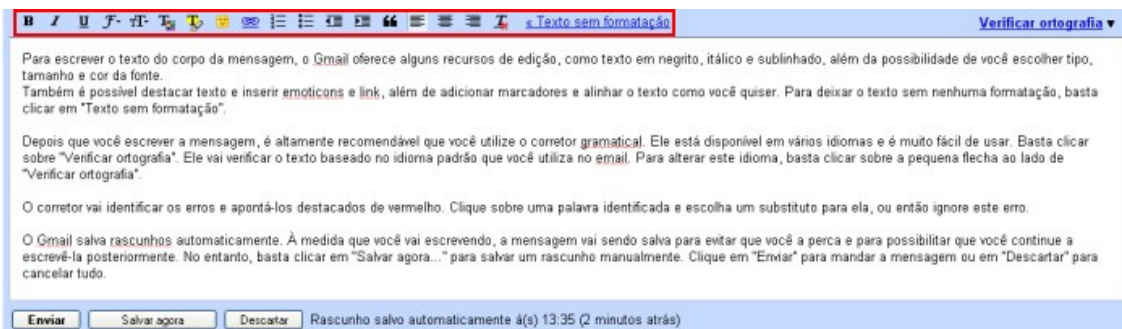 B I U F T T T « Texto sem formatação Verificar ortografia ▼
Para escrever o texto do corpo da mensagem, o Gmail oferece alguns recursos de edição, como texto em negrito, itálico e sublinhado, além da possibilidade de você escolher tipo,
tamanho e cor da fonte.
Também é possível destacar texto e inserir emoticons e link, além de adicionar marcadores e alinhar o texto como você quiser. Para deixar o texto sem nenhuma formatação, basta
clicar em "Texto sem formatação".
Depois que você escrever a mensagem, é altamente recomendável que você utilize o corretor gramatical. Ele está disponível em vários idiomas e é muito fácil de usar. Basta clicar
sobre "Verificar ortografia". Ele vai verificar o texto baseado no idioma padrão que você utiliza no email. Para alterar este idioma, basta clicar sobre a pequena flecha ao lado de
"Verificar ortografia".
O corretor vai identificar os erros e apontá-los destacados de vermelho. Clique sobre uma palavra identificada e escolha um substituto para ela, ou então ignore este erro.
O Gmail salva rascunhos automaticamente. À medida que você vai escrevendo, a mensagem vai sendo salva para evitar que você a perca e para possibilitar que você continue a
escrevê-la posteriormente. No entanto, basta clicar em "Salvar agora..." para salvar um rascunho manualmente. Clique em "Enviar" para mandar a mensagem ou em "Descartar" para
cancelar tudo.
Enviar Salvar agora Descartar Rascunho salvo automaticamente á(s) 13:35 (2 minutos atrás)